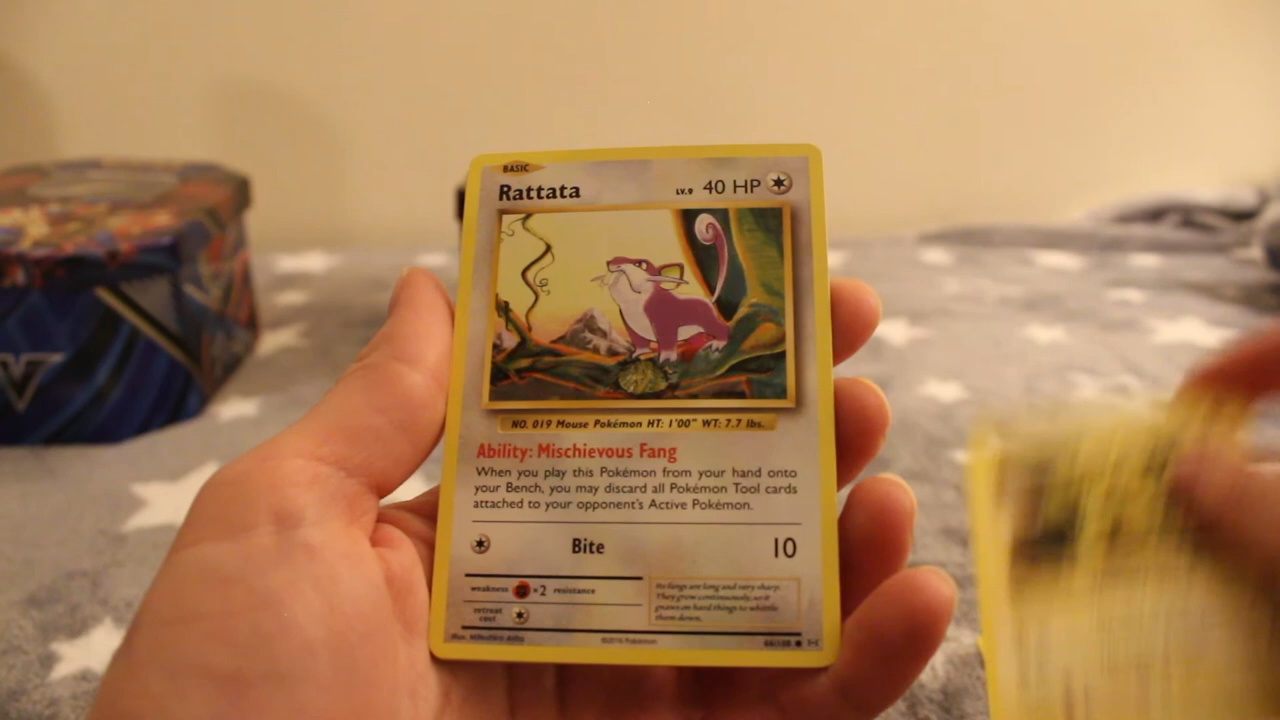 BASIC
Rattata LV.9 40 HP
NO. 019 Mouse Pokémon HT: 1'00" WT: 7.7 lbs.
Ability: Mischievous Fang
When you play this Pokémon from your hand onto
your Bench, you may discard all Pokémon Tool cards
attached to your opponent's Active Pokémon.
Bite 10
weakness ×2 resistance
retreat
cost
Its fangs are long and very sharp.
They grow continuously, so it
gnaws on hard things to whittle
them down.
Illus. Mitsuhiro Arita ©2016 Pokémon 66/108
V